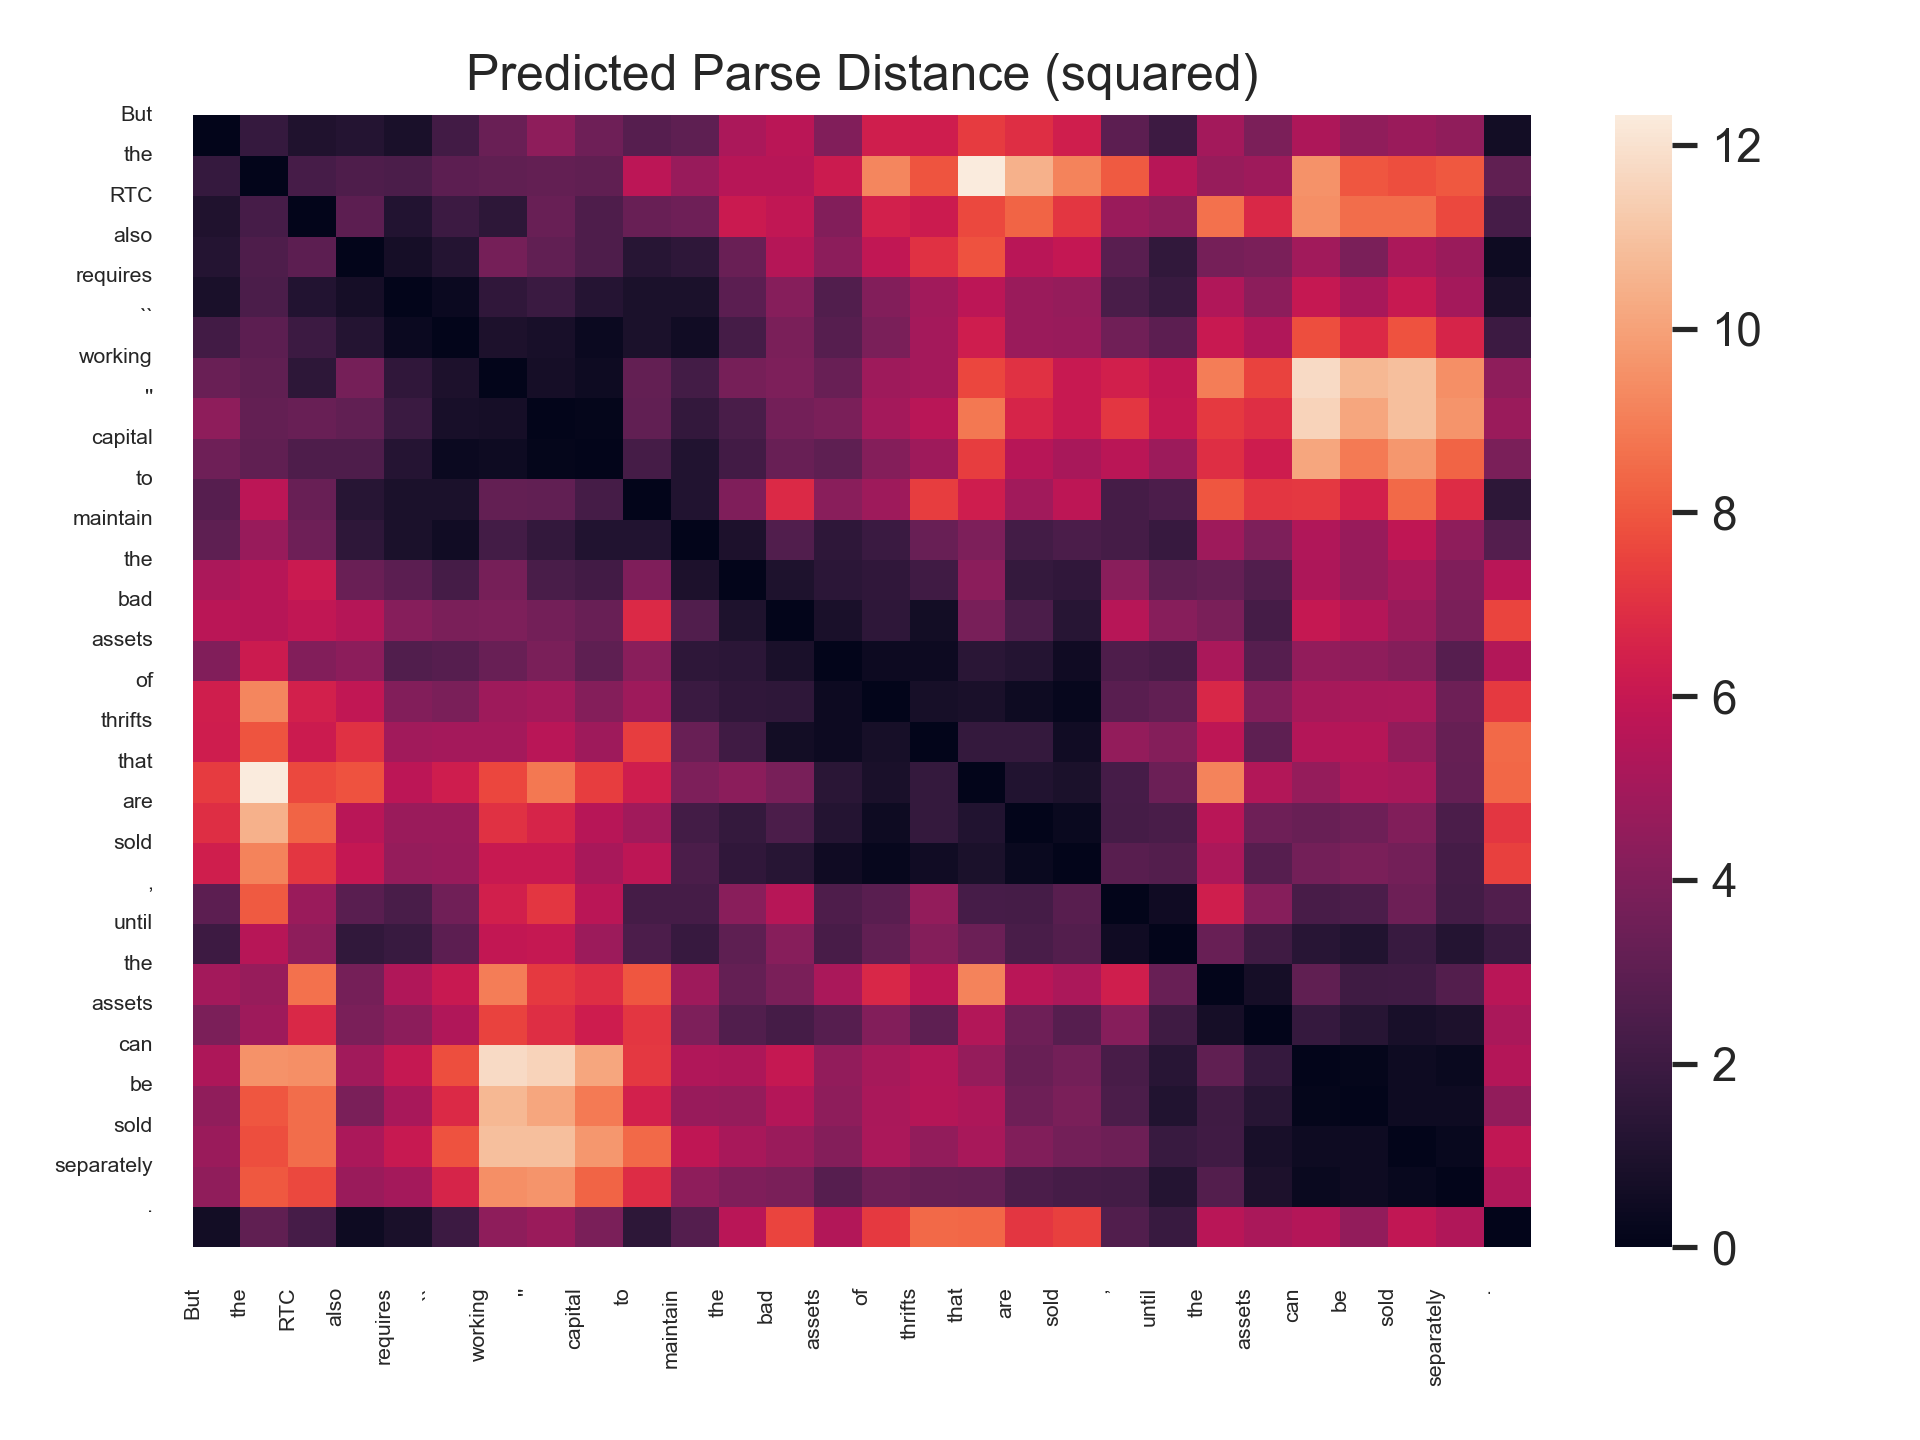 Predicted Parse Distance (squared)
But
the
RTC
also
requires
``
working
''
capital
to
maintain
the
bad
assets
of
thrifts
that
are
sold
,
until
the
assets
can
be
sold
separately
.
But
the
RTC
also
requires
``
working
''
capital
to
maintain
the
bad
assets
of
thrifts
that
are
sold
,
until
the
assets
can
be
sold
separately
.
12
10
8
6
4
2
0